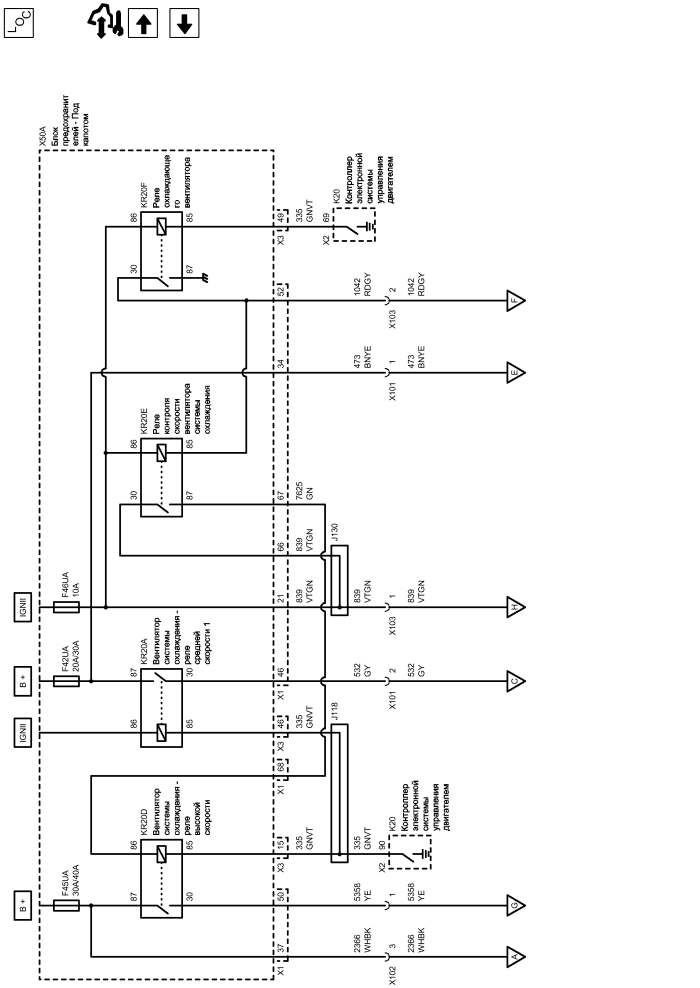 LOC
X50A
Блок
предохранит
елей - Под
капотом
KR20F
Реле
охлаждающе
го
вентилятора
86
85
30
87
X3
49
335
GNVT
X2
69
K20
Контроллер
электронной
системы
управления
двигателем
52
1042
RDGY
X103
2
1042
RDGY
F
34
473
BNYE
X101
1
473
BNYE
E
KR20E
Реле
контроля
скорости
вентилятора
системы
охлаждения
86
85
30
87
67
7625
GN
66
839
VTGN
J130
IGNII
F46UA
10A
21
839
VTGN
839
VTGN
X103
1
839
VTGN
H
B +
F42UA
20A/30A
KR20A
Вентилятор
системы
охлаждения -
реле
средней
скорости 1
87
30
86
85
X1
46
532
GY
X101
2
532
GY
C
IGNII
X3
46
335
GNVT
J118
X1
68
KR20D
Вентилятор
системы
охлаждения -
реле
высокой
скорости
86
85
87
30
X3
15
335
GNVT
335
GNVT
X2
90
K20
Контроллер
электронной
системы
управления
двигателем
B +
F45UA
30A/40A
50
5358
YE
1
5358
YE
G
X1
37
2366
WHBK
X102
3
2366
WHBK
A